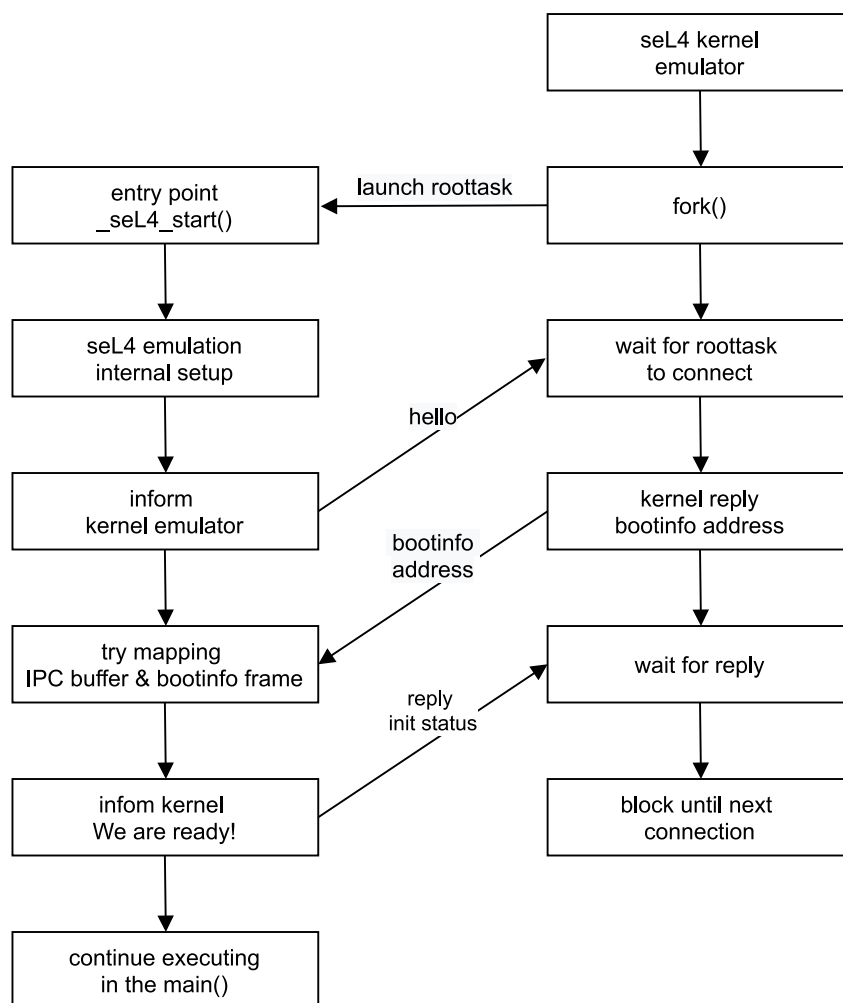 seL4 kernel
emulator
launch roottask
entry point
_seL4_start()
fork()
seL4 emulation
internal setup
wait for roottask
to connect
hello
inform
kernel emulator
kernel reply
bootinfo address
bootinfo
address
try mapping
IPC buffer & bootinfo frame
wait for reply
reply
init status
infom kernel
We are ready!
block until next
connection
continue executing
in the main()